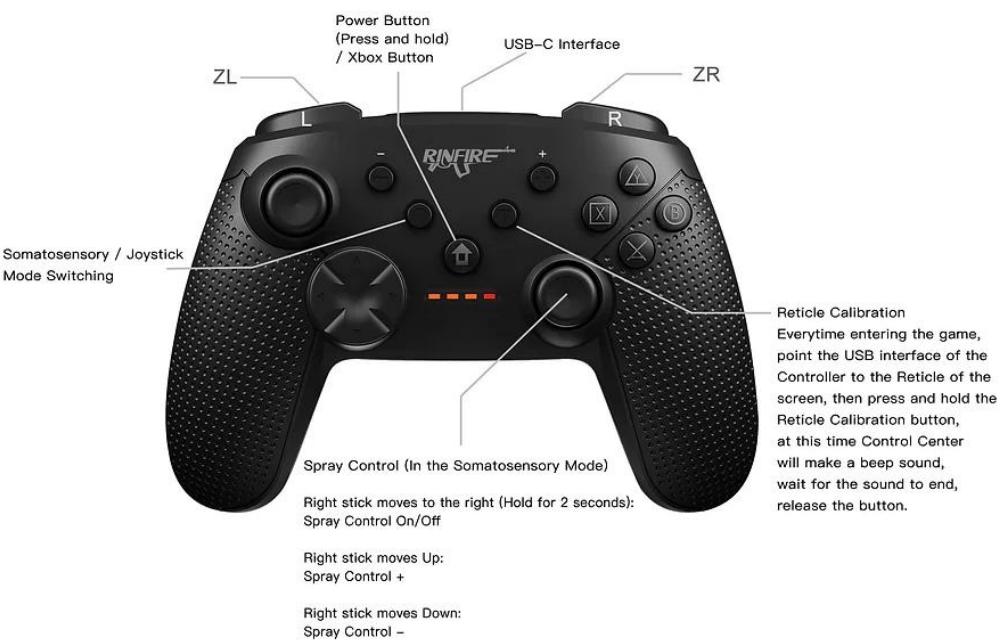 Power Button
(Press and hold)
/ Xbox Button
USB-C Interface
ZL
ZR
L
R
RINFIRE
−
+
Y
X
B
A
Somatosensory / Joystick
Mode Switching
Reticle Calibration
Everytime entering the game,
point the USB interface of the
Controller to the Reticle of the
screen, then press and hold the
Reticle Calibration button,
at this time Control Center
will make a beep sound,
wait for the sound to end,
release the button.
Spray Control (In the Somatosensory Mode)
Right stick moves to the right (Hold for 2 seconds):
Spray Control On/Off
Right stick moves Up:
Spray Control +
Right stick moves Down:
Spray Control −